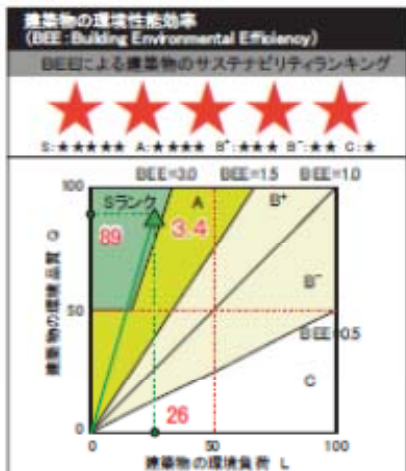 建築物の環境性能効率
(BEE:Building Environmental Efficiency)
BEEによる建築物のサステナビリティランキング
S:★★★★★ A:★★★★ B⁺:★★★ B⁻:★★ C:★
BEE=3.0 BEE=1.5 BEE=1.0
100 Sランク A B⁺
89 3.4
建築物の環境品質 Q
B⁻
50
BEE=0.5
C
26
0
0 50 100
建築物の環境負荷 L